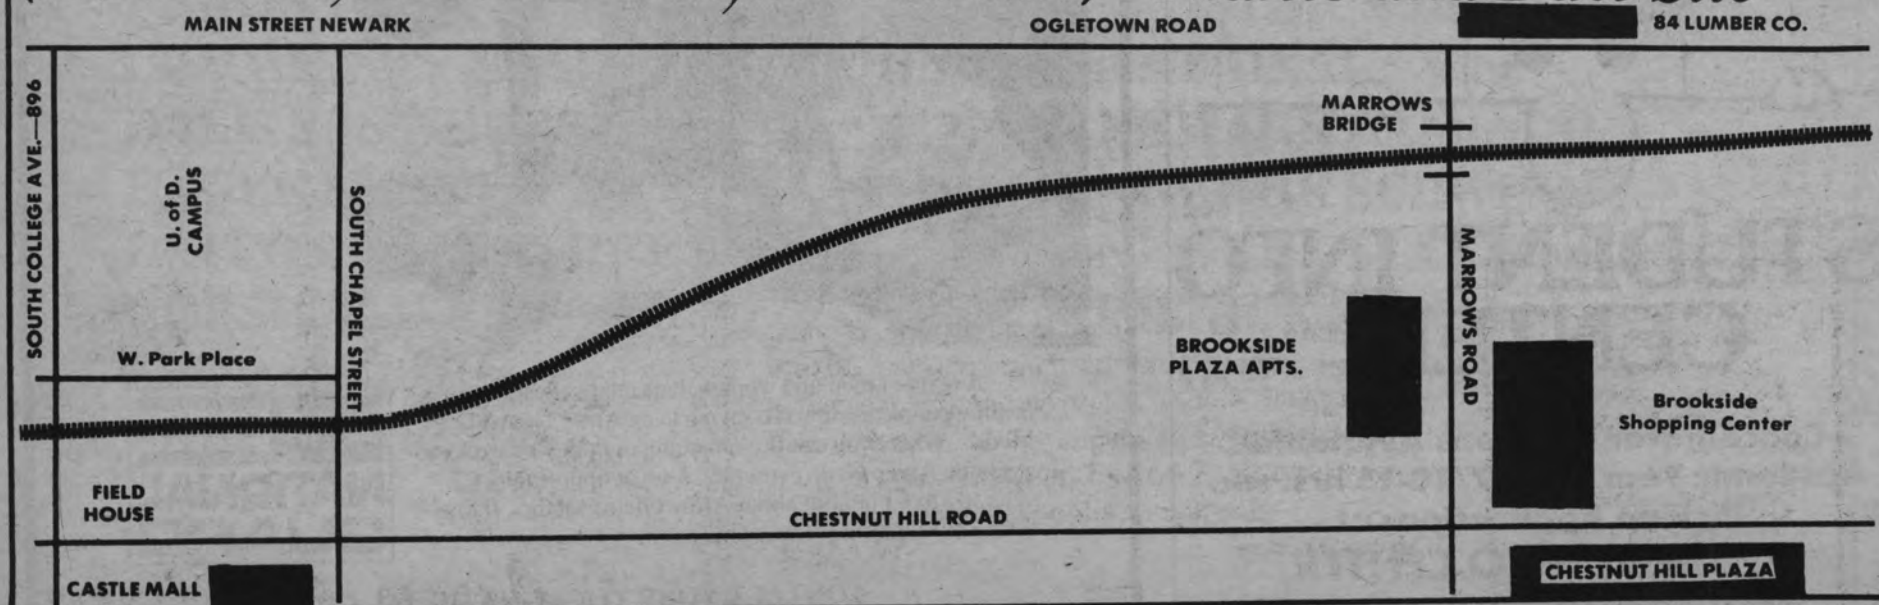 MAIN STREET NEWARK
OGLETOWN ROAD
84 LUMBER CO.
SOUTH COLLEGE AVE.—896
U. of D.
CAMPUS
SOUTH CHAPEL STREET
MARROWS
BRIDGE
MARROWS ROAD
W. Park Place
BROOKSIDE
PLAZA APTS.
Brookside
Shopping Center
FIELD
HOUSE
CHESTNUT HILL ROAD
CASTLE MALL
CHESTNUT HILL PLAZA